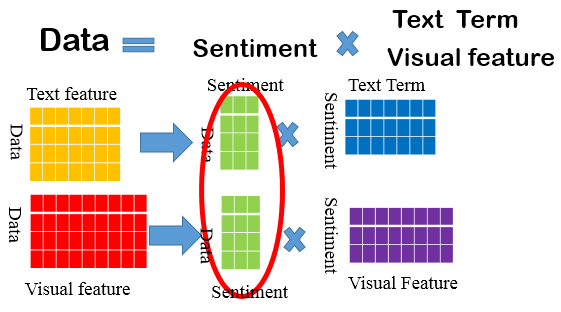 Data = Sentiment × Text Term
Visual feature
Text feature
Sentiment
Text Term
Data
Data
Sentiment
Data
Data
Sentiment
Visual feature
Sentiment
Visual Feature